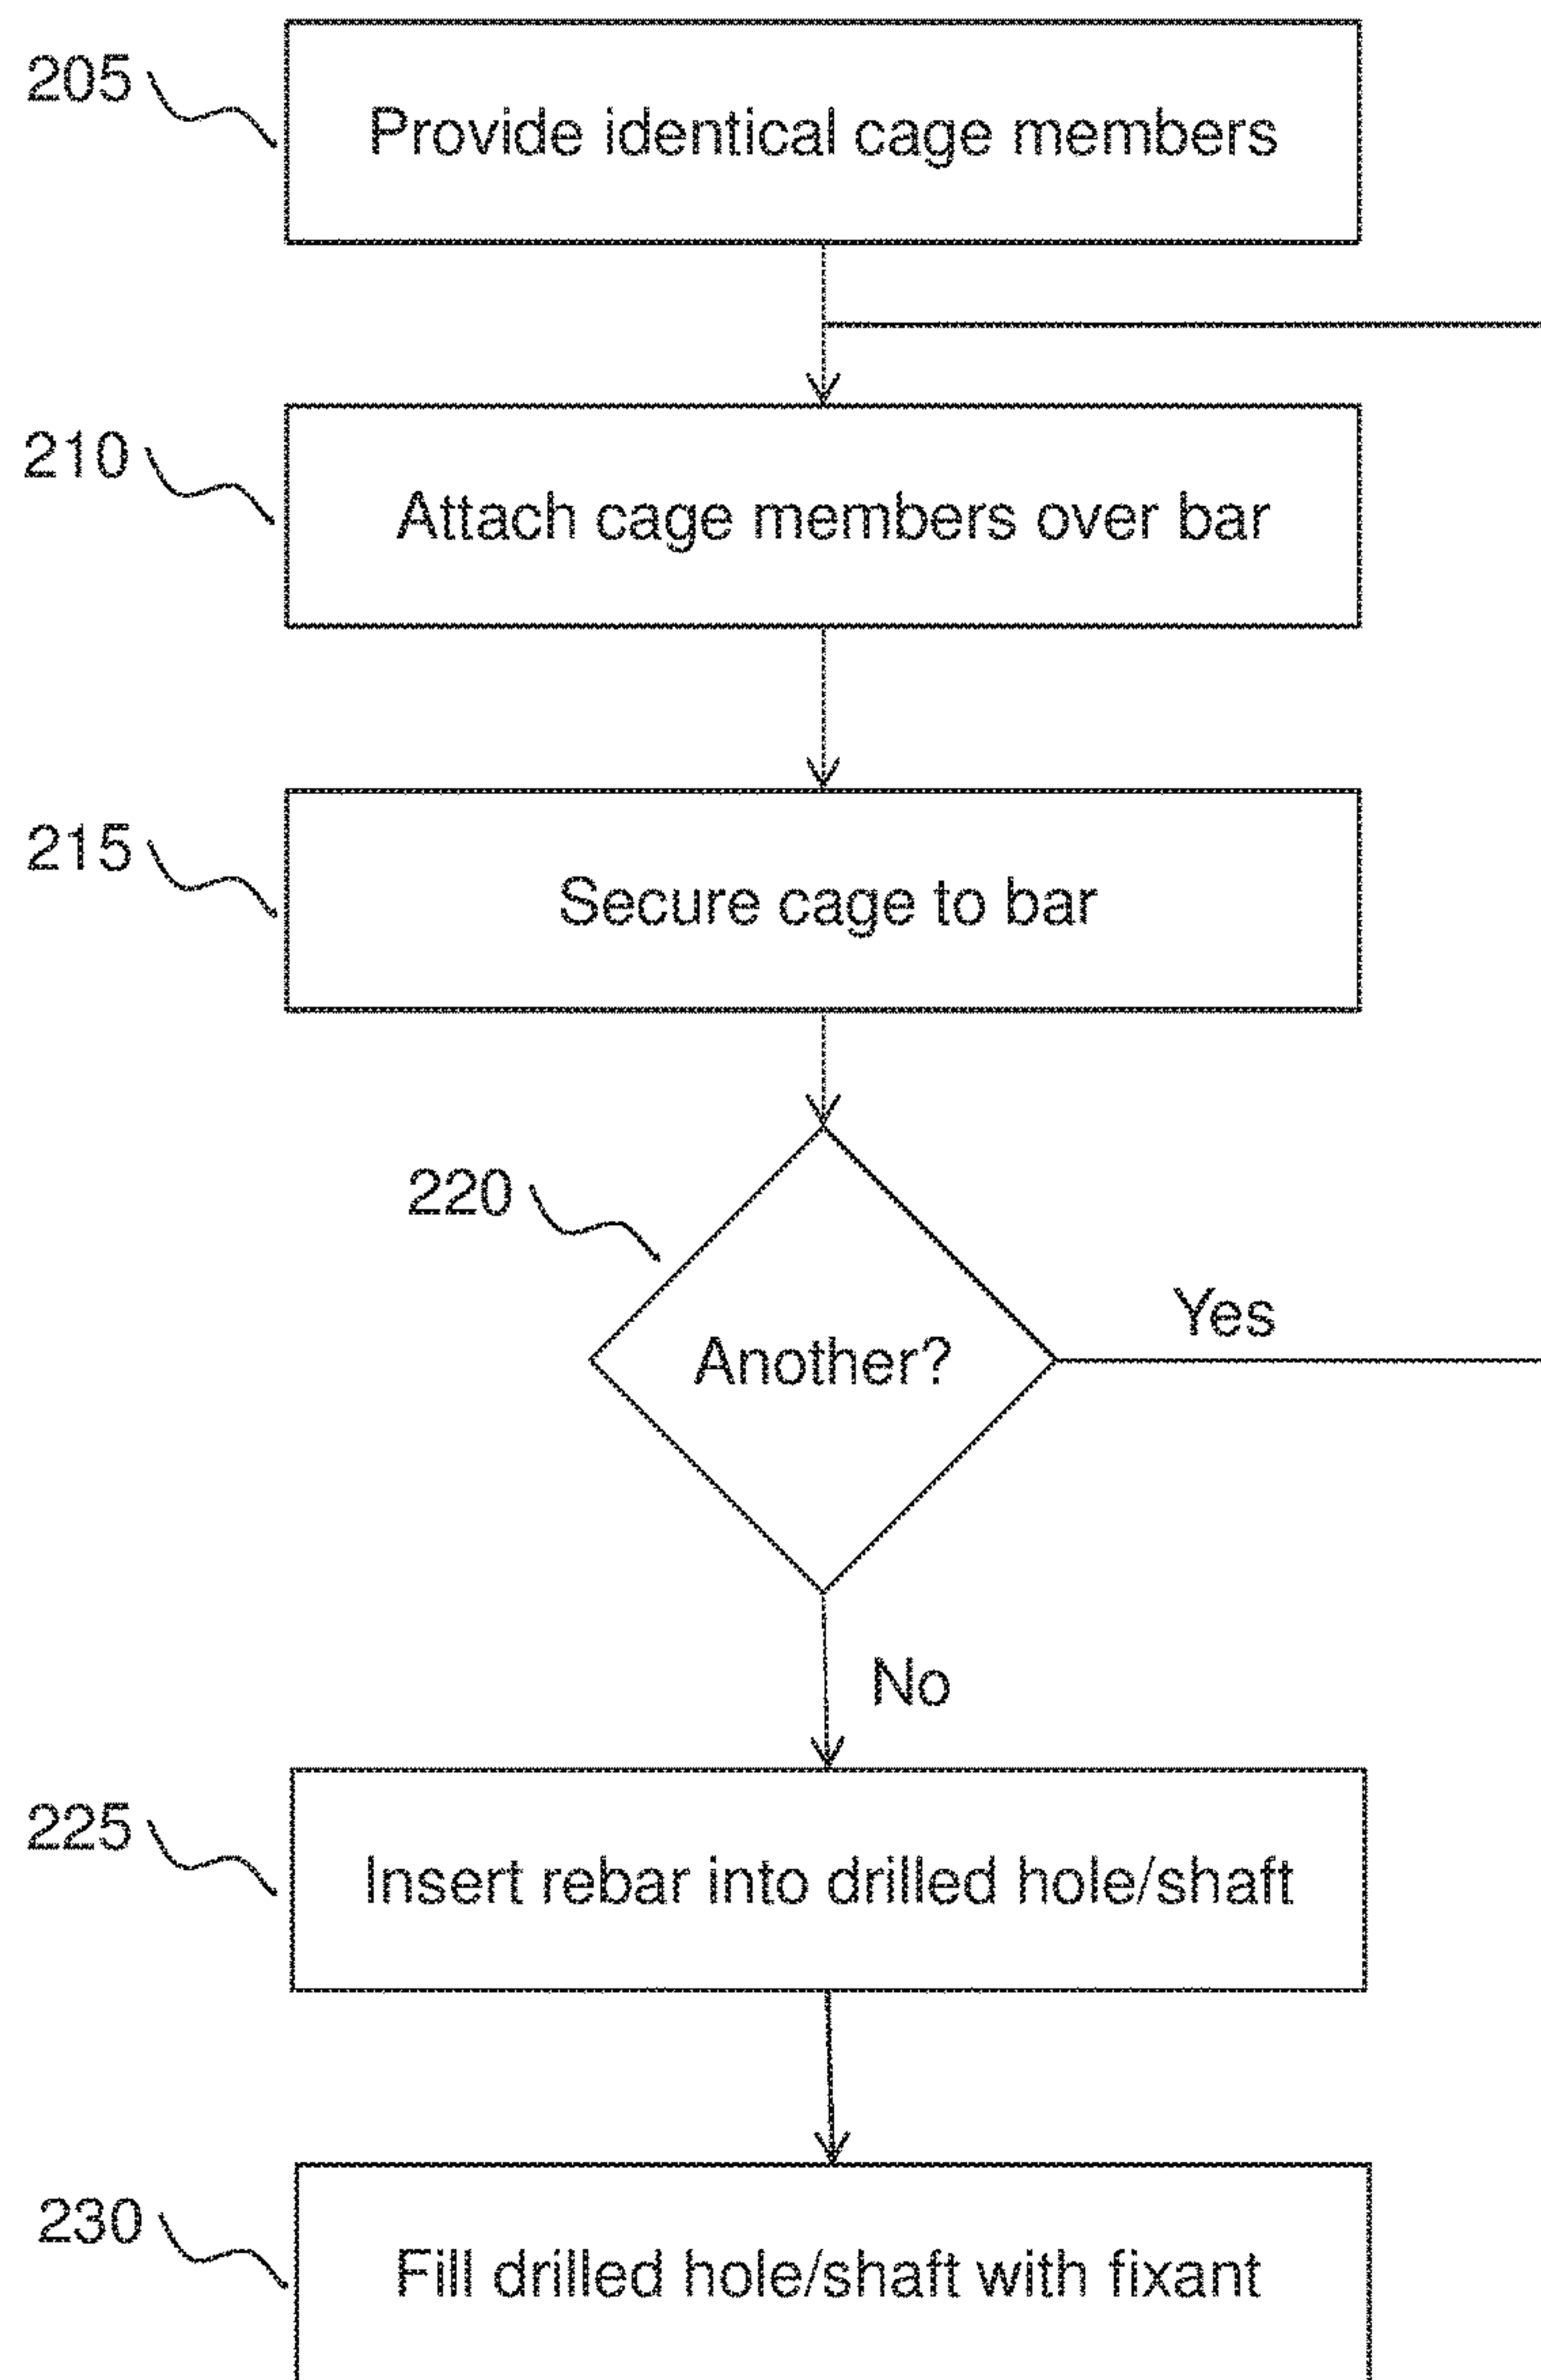 205
Provide identical cage members
210
Attach cage members over bar
215
Secure cage to bar
220
Another?
Yes
No
225
Insert rebar into drilled hole/shaft
230
Fill drilled hole/shaft with fixant